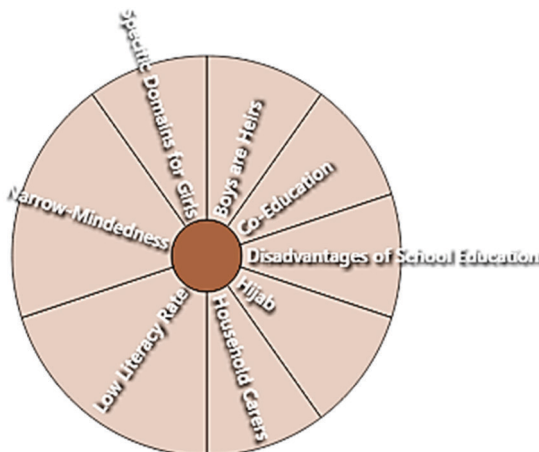 Specific Domains for Girls
Boys are Heirs
Co-Education
Disadvantages of School Education
Hijab
Household Carers
Low Literacy Rate
Narrow-Mindedness